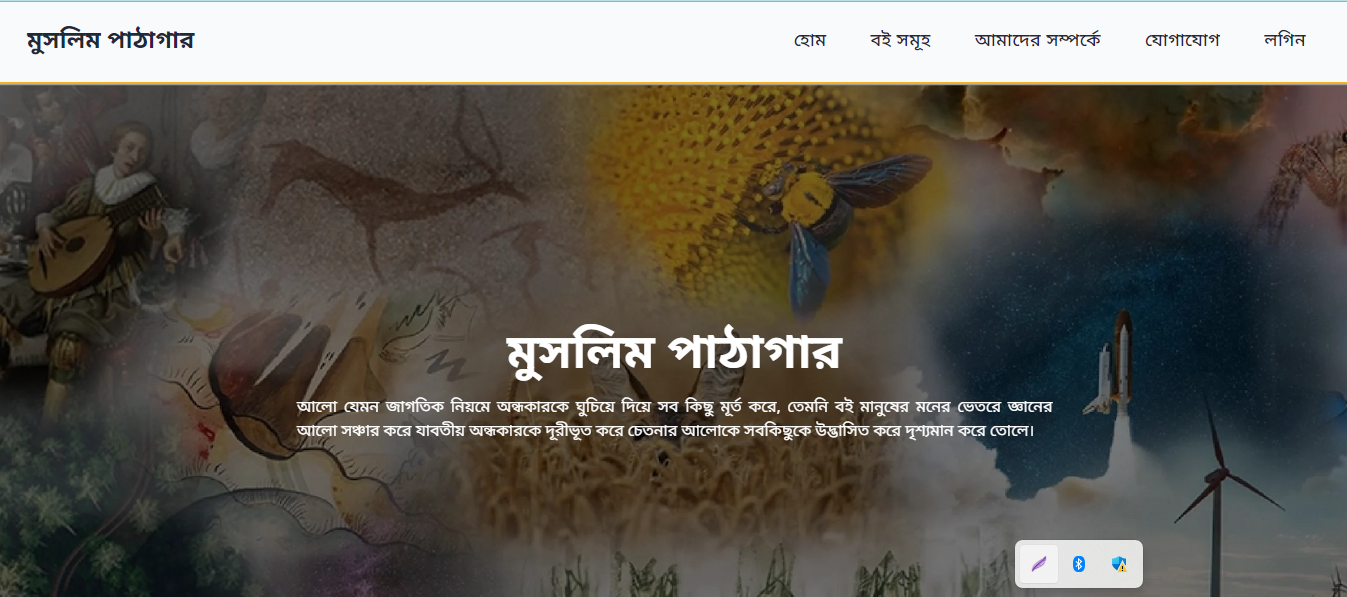 মুসলিম পাঠাগার
হোম বই সমূহ আমাদের সম্পর্কে যোগাযোগ লগিন
মুসলিম পাঠাগার
আলো যেমন জাগতিক নিয়মে অন্ধকারকে ঘুচিয়ে দিয়ে সব কিছু মূর্ত করে, তেমনি বই মানুষের মনের ভেতরে জ্ঞানের
আলো সঞ্চার করে যাবতীয় অন্ধকারকে দূরীভূত করে চেতনার আলোকে সবকিছুকে উদ্ভাসিত করে দৃশ্যমান করে তোলে।